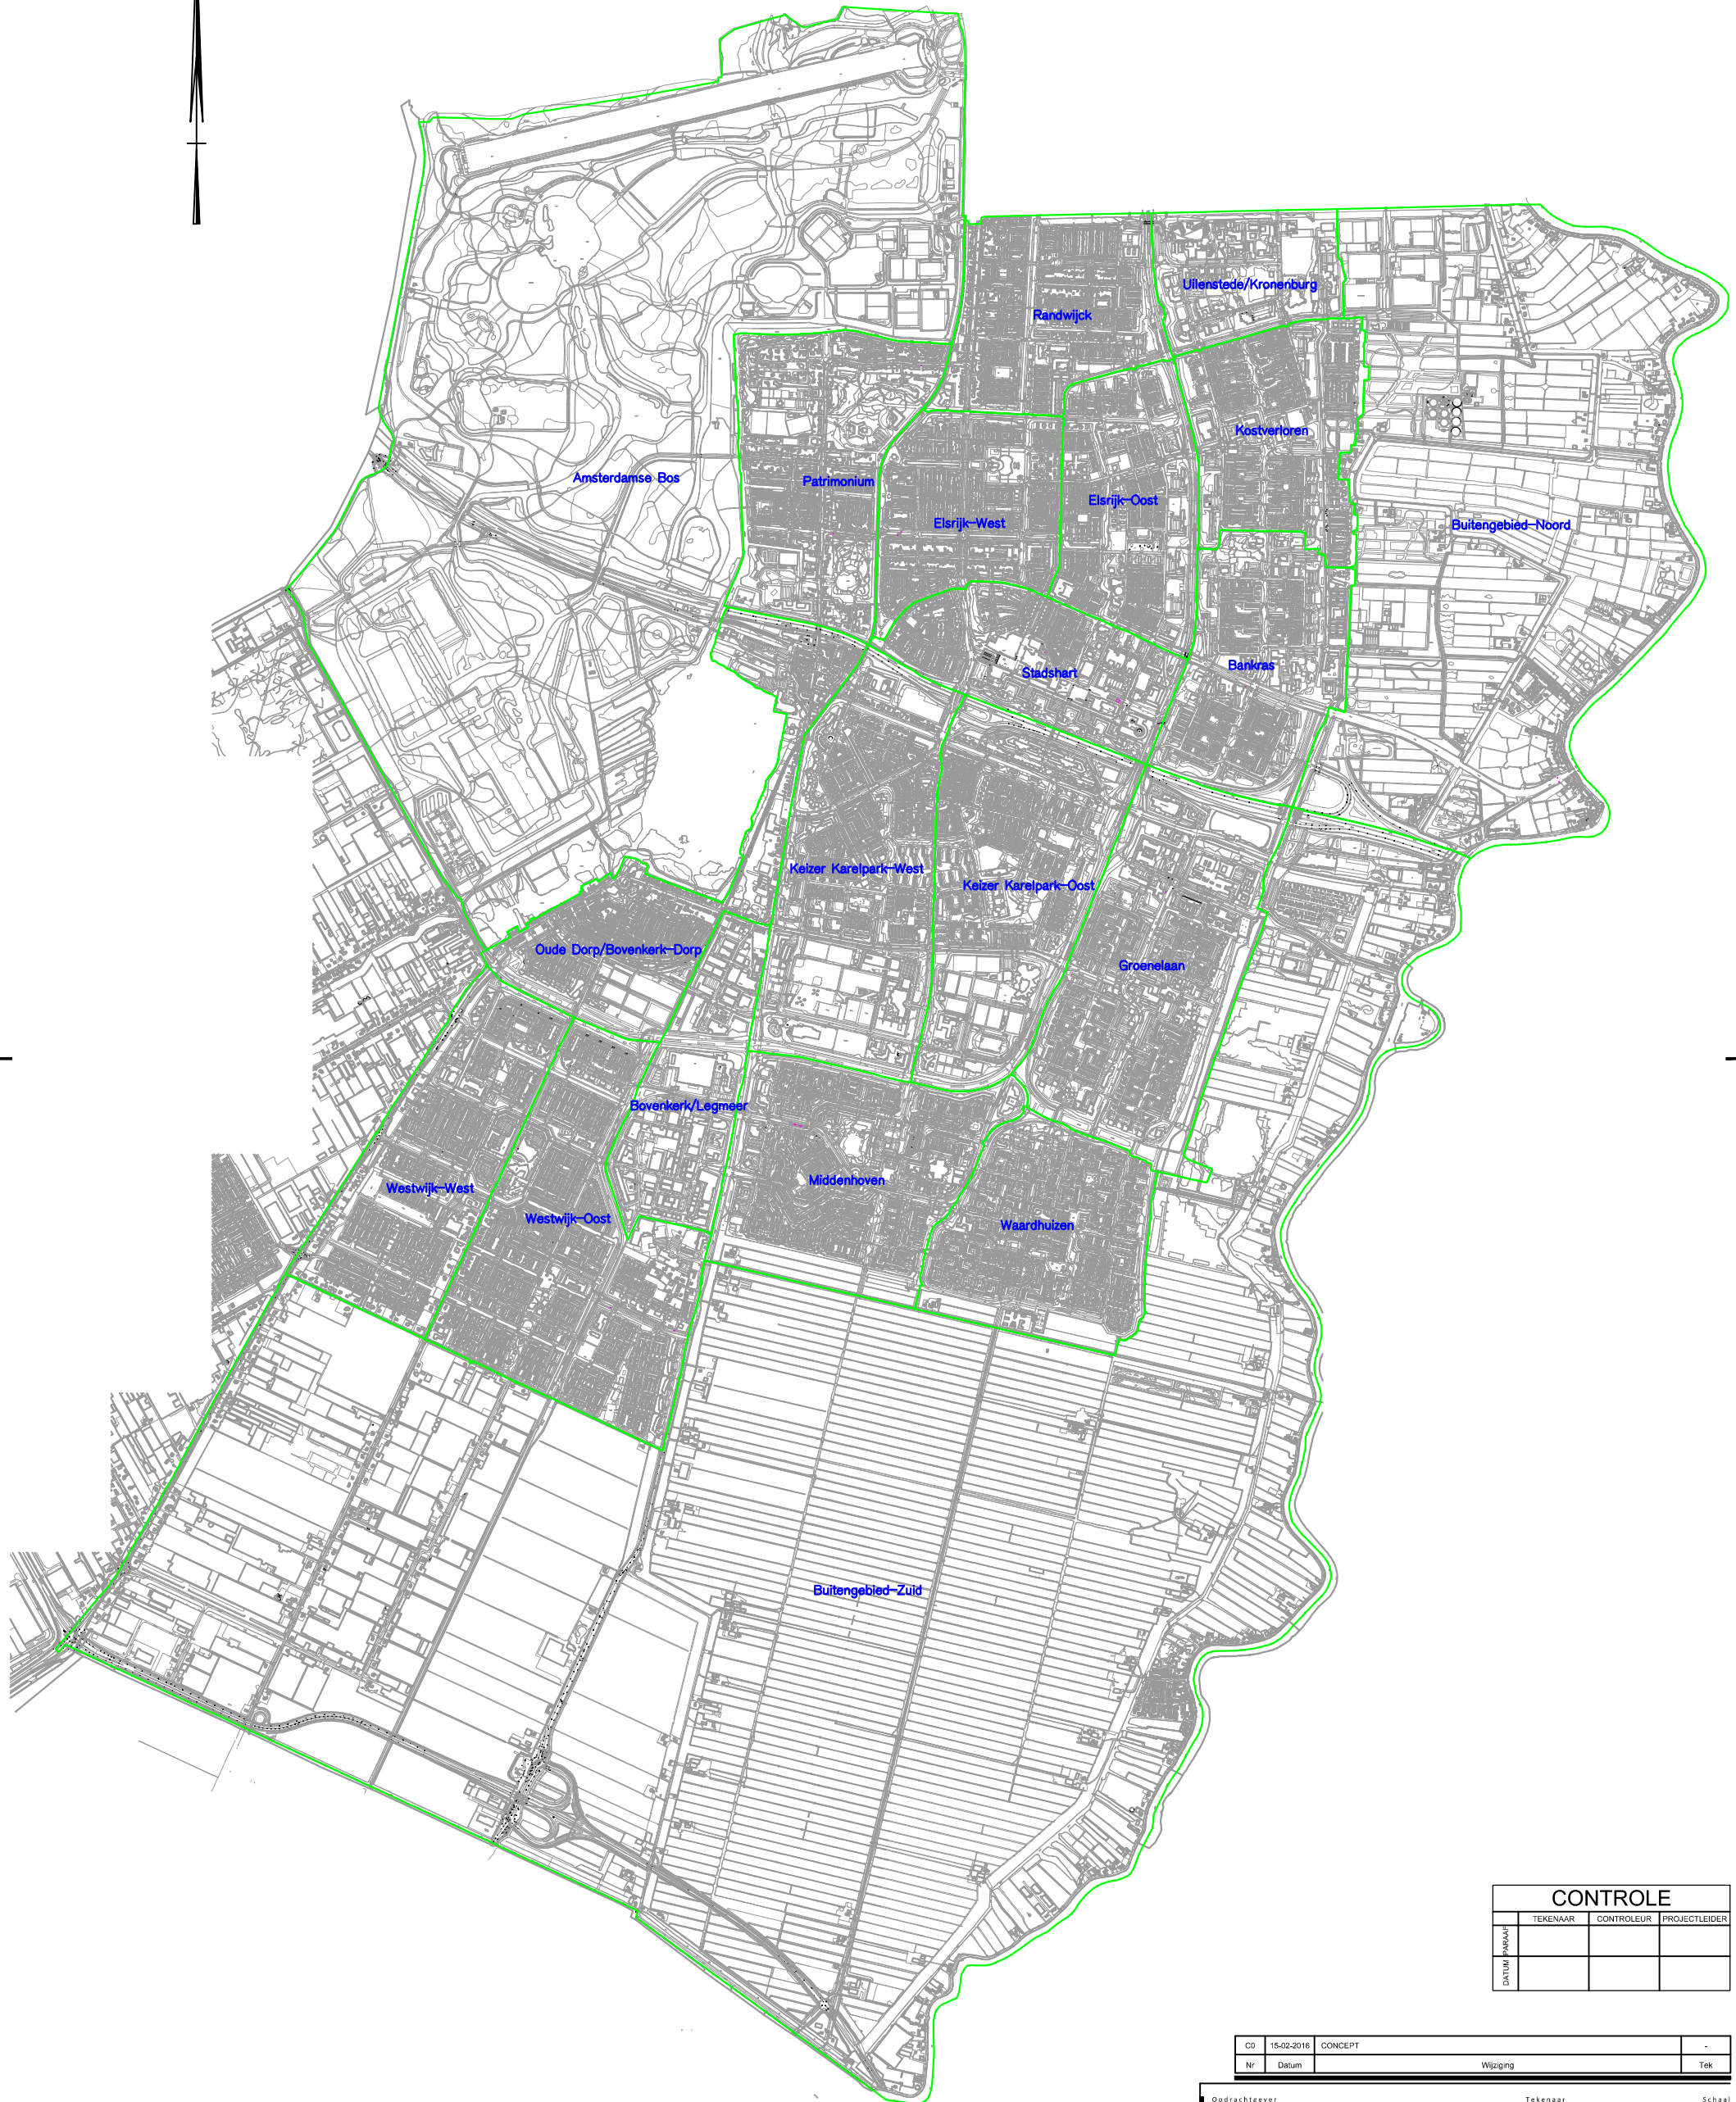 Uilenstede/Kronenburg
Randwijck
Kostverloren
Amsterdamse Bos
Patrimonium
Elsrijk-Oost
Elsrijk-West
Buitengebied-Noord
Stadshart
Bankras
Keizer Karelpark-West
Keizer Karelpark-Oost
Oude Dorp/Bovenkerk-Dorp
Groenelaan
Bovenkerk/Legmeer
Middenhoven
Westwijk-West
Westwijk-Oost
Waardhuizen
Buitengebied-Zuid
CONTROLE
TEKENAAR CONTROLEUR PROJECTLEIDER
PARAAF
DATUM
C0 15-02-2016 CONCEPT -
Nr Datum Wijziging Tek
Opdrachtgever Tekenaar Schaal